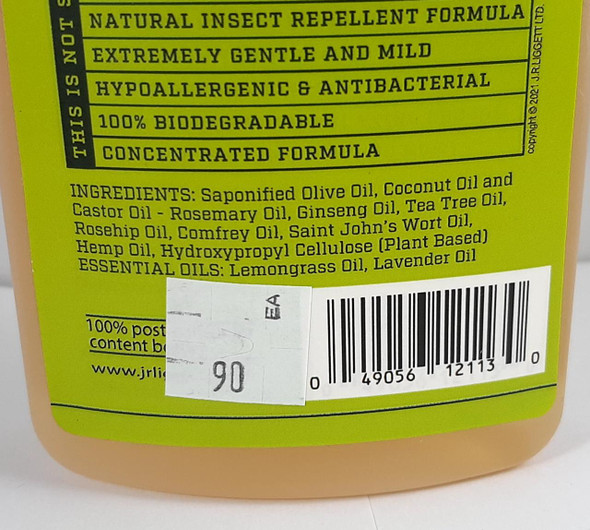 THIS IS NOT S
NATURAL INSECT REPELLENT FORMULA
EXTREMELY GENTLE AND MILD
HYPOALLERGENIC & ANTIBACTERIAL
100% BIODEGRADABLE
CONCENTRATED FORMULA
copyright © 2021 J.R.LIGGETT LTD.
INGREDIENTS: Saponified Olive Oil, Coconut Oil and
Castor Oil - Rosemary Oil, Ginseng Oil, Tea Tree Oil,
Rosehip Oil, Comfrey Oil, Saint John's Wort Oil,
Hemp Oil, Hydroxypropyl Cellulose (Plant Based)
ESSENTIAL OILS: Lemongrass Oil, Lavender Oil
100% post
content b
www.jrli
EA
90
0 49056 12113 0